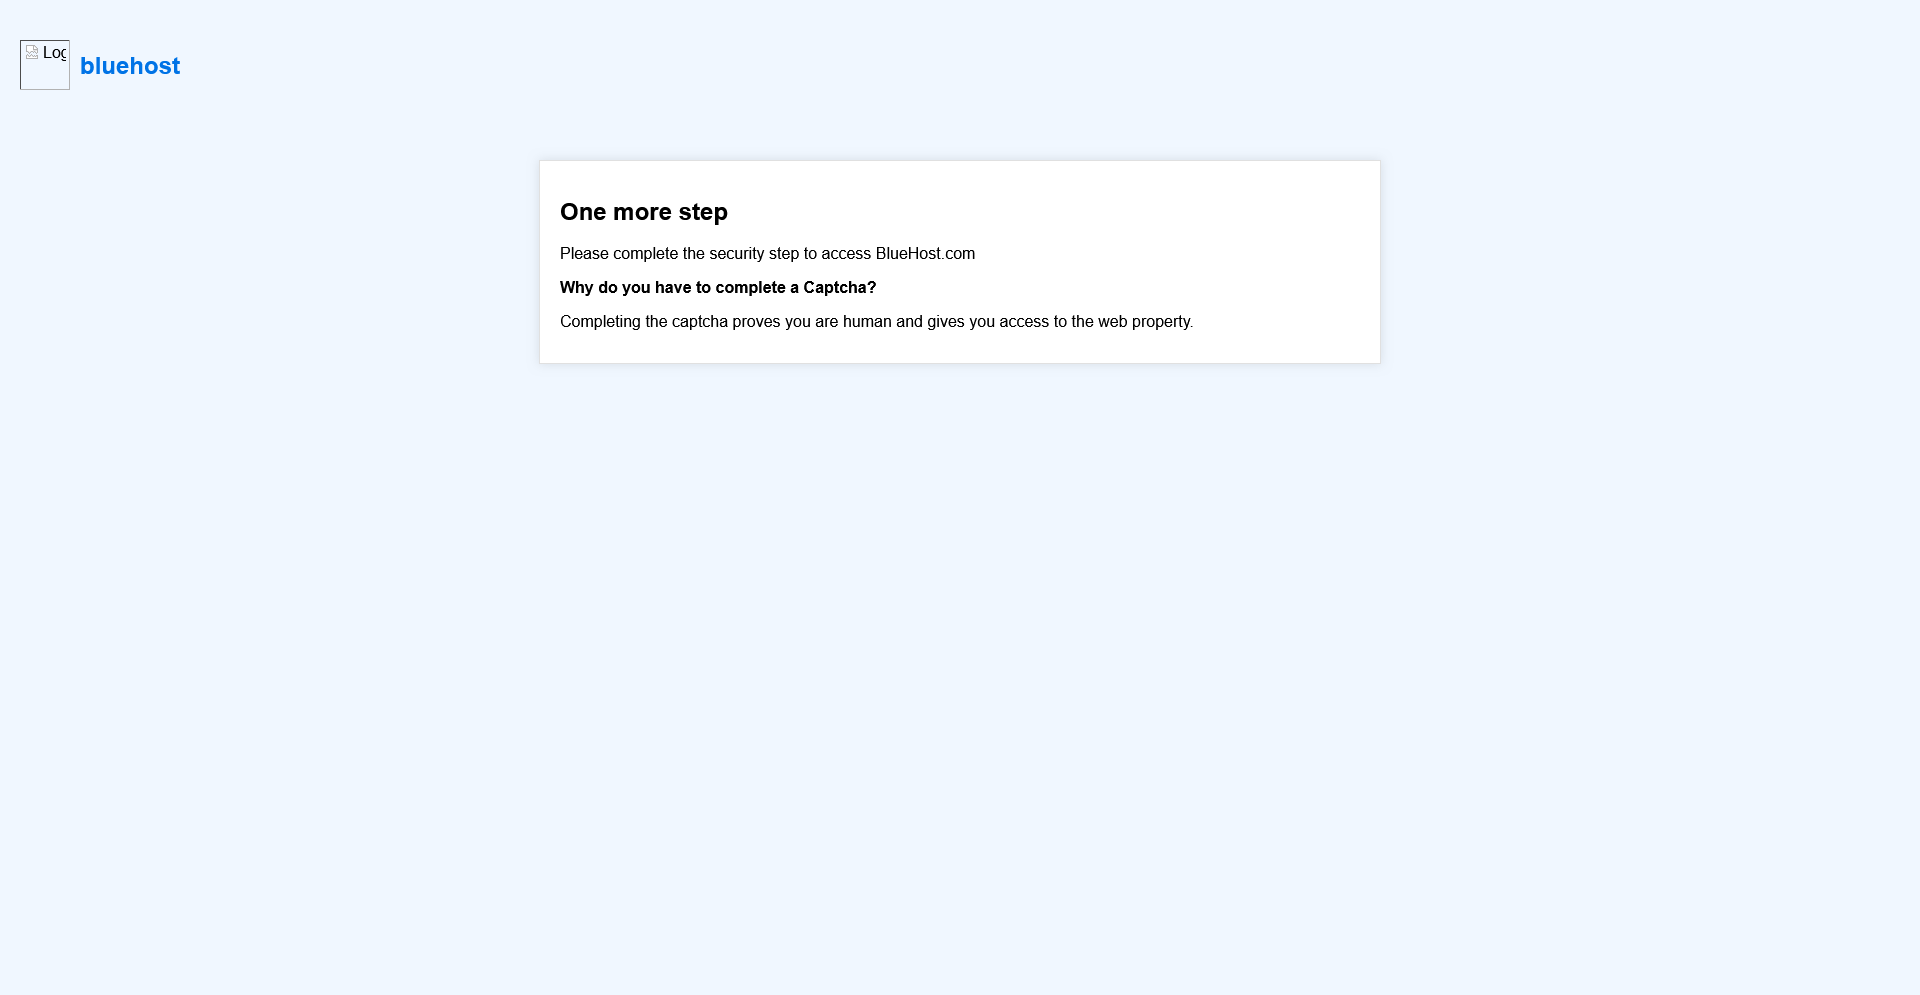 Log
bluehost
One more step
Please complete the security step to access BlueHost.com
Why do you have to complete a Captcha?
Completing the captcha proves you are human and gives you access to the web property.